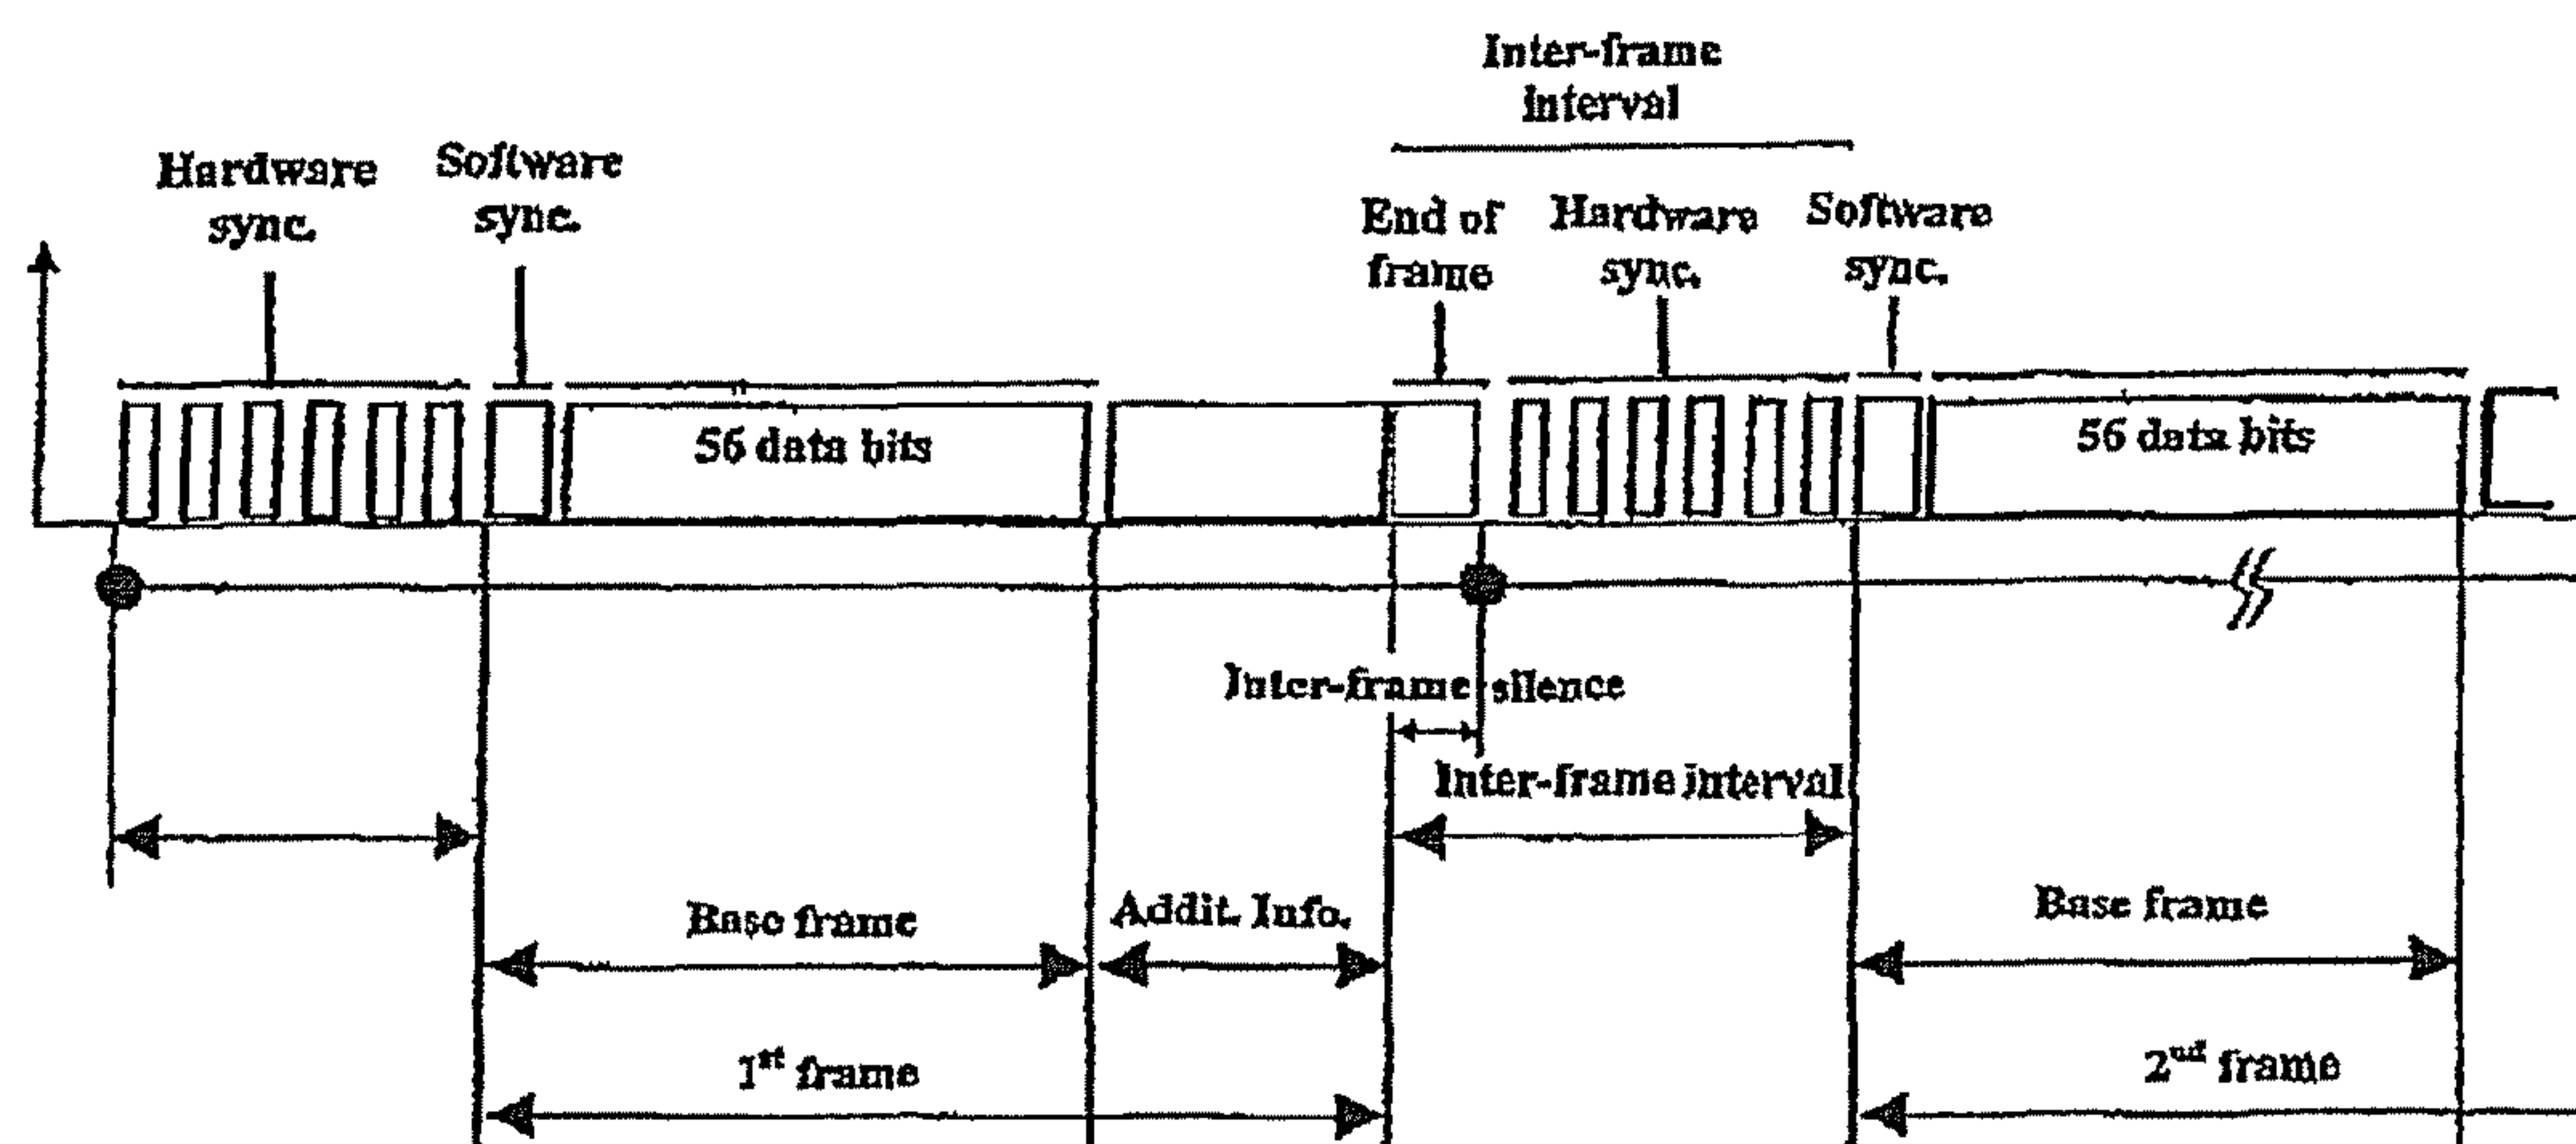 Inter-frame
interval
Hardware
sync.
Software
sync.
End of
frame
Hardware
sync.
Software
sync.
56 data bits
56 data bits
Inter-frame silence
Inter-frame interval
Base frame
Addit. Info.
Base frame
1st frame
2nd frame